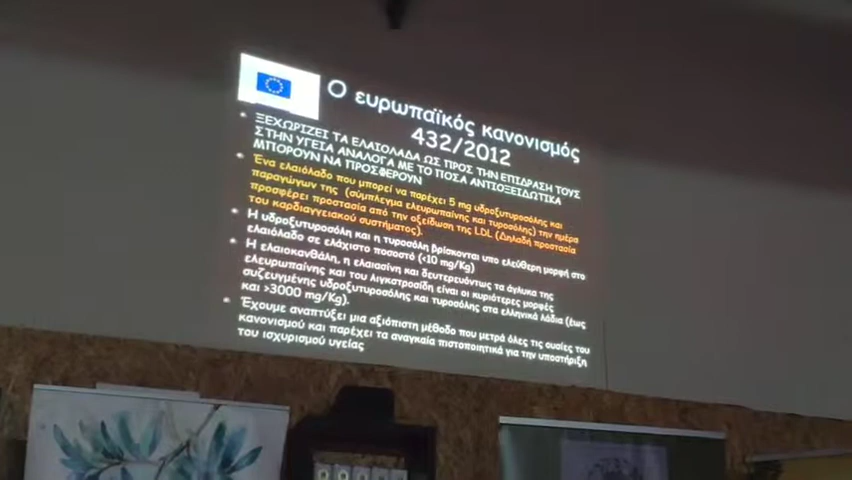 Ο ευρωπαϊκός κανονισμός
432/2012
• ΞΕΧΩΡΙΖΕΙ ΤΑ ΕΛΑΙΟΛΑΔΑ ΩΣ ΠΡΟΣ ΤΗΝ ΕΠΙΔΡΑΣΗ ΤΟΥΣ
ΣΤΗΝ ΥΓΕΙΑ ΑΝΑΛΟΓΑ ΜΕ ΤΟ ΠΟΣΑ ΑΝΤΙΟΞΕΙΔΩΤΙΚΑ
ΜΠΟΡΟΥΝ ΝΑ ΠΡΟΣΦΕΡΟΥΝ
• Ένα ελαιόλαδο που μπορεί να παρέχει 5 mg υδροξυτυροσόλης και
παραγώγων της (σύμπλεγμα ελευρωπαίνης και τυροσόλης) την ημέρα
προσφέρει προστασία από την οξείδωση της LDL (Δηλαδή προστασία
του καρδιαγγειακού συστήματος).
• Η υδροξυτυροσόλη και η τυροσόλη βρίσκονται υπο ελεύθερη μορφή στο
ελαιόλαδο σε ελάχιστο ποσοστό (<10 mg/Kg)
• Η ελαιοκανθάλη, η ελαιασίνη και δευτερευόντως τα άγλυκα της
ελευρωπαίνης και του λιγκστροσίδη είναι οι κυριότερες μορφές
συζευγμένης υδροξυτυροσόλης και τυροσόλης στα ελληνικά λάδια (έως
και >3000 mg/Kg).
• Έχουμε αναπτύξει μια αξιόπιστη μέθοδο που μετρά όλες τις ουσίες του
κανονισμού και παρέχει τα αναγκαία πιστοποιητικά για την υποστήριξη
του ισχυρισμού υγείας